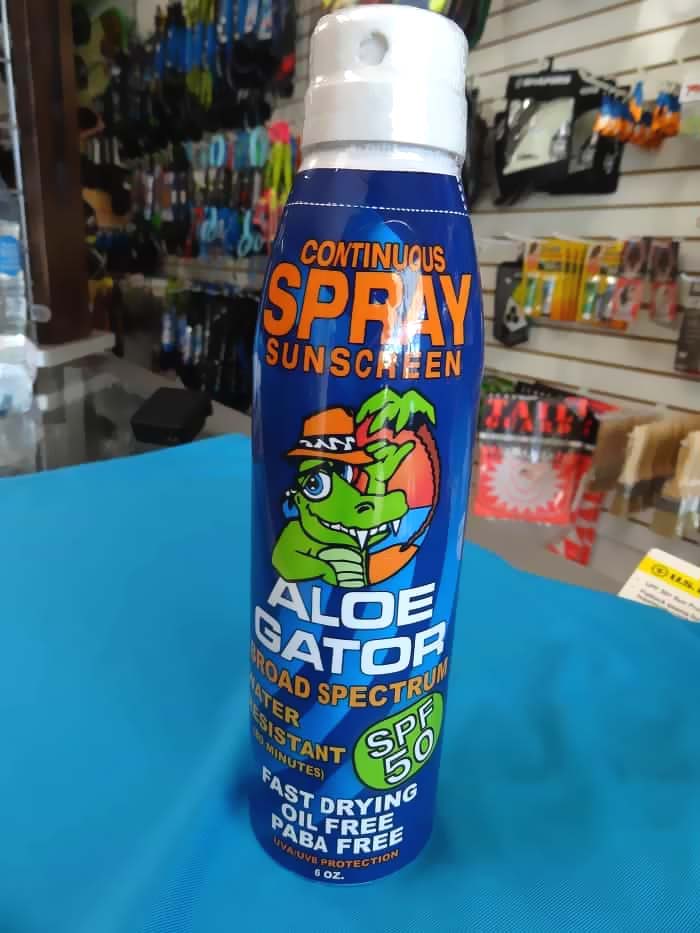 CONTINUOUS
SPRAY
SUNSCREEN
ALOE
GATOR
BROAD SPECTRUM
WATER
RESISTANT
(80 MINUTES)
SPF
50
FAST DRYING
OIL FREE
PABA FREE
UVA/UVB PROTECTION
6 OZ.
U.S.